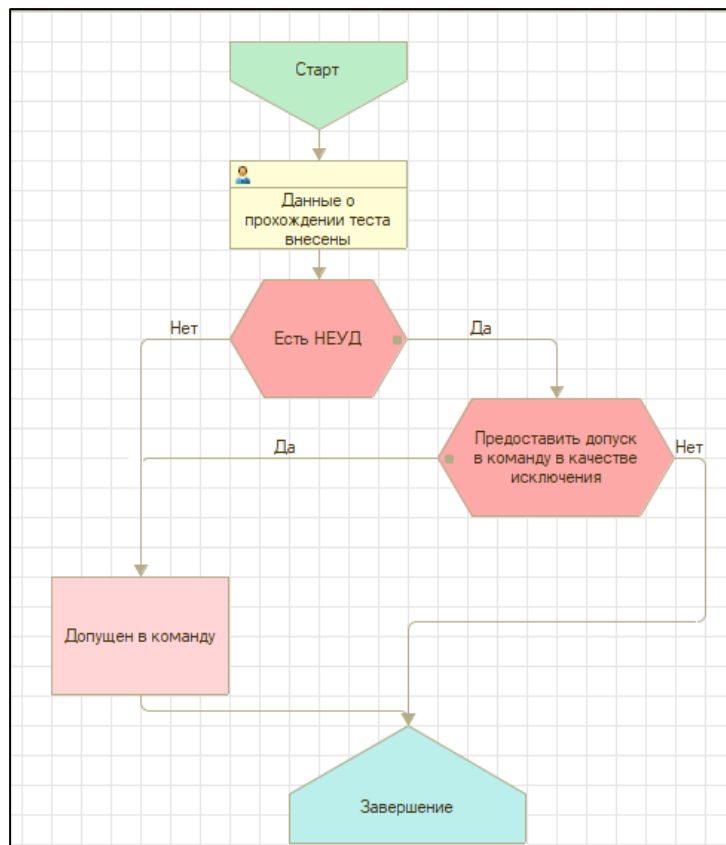 Старт
Данные о
прохождении теста
внесены
Есть НЕУД
Нет
Да
Предоставить допуск
в команду в качестве
исключения
Да
Нет
Допущен в команду
Завершение